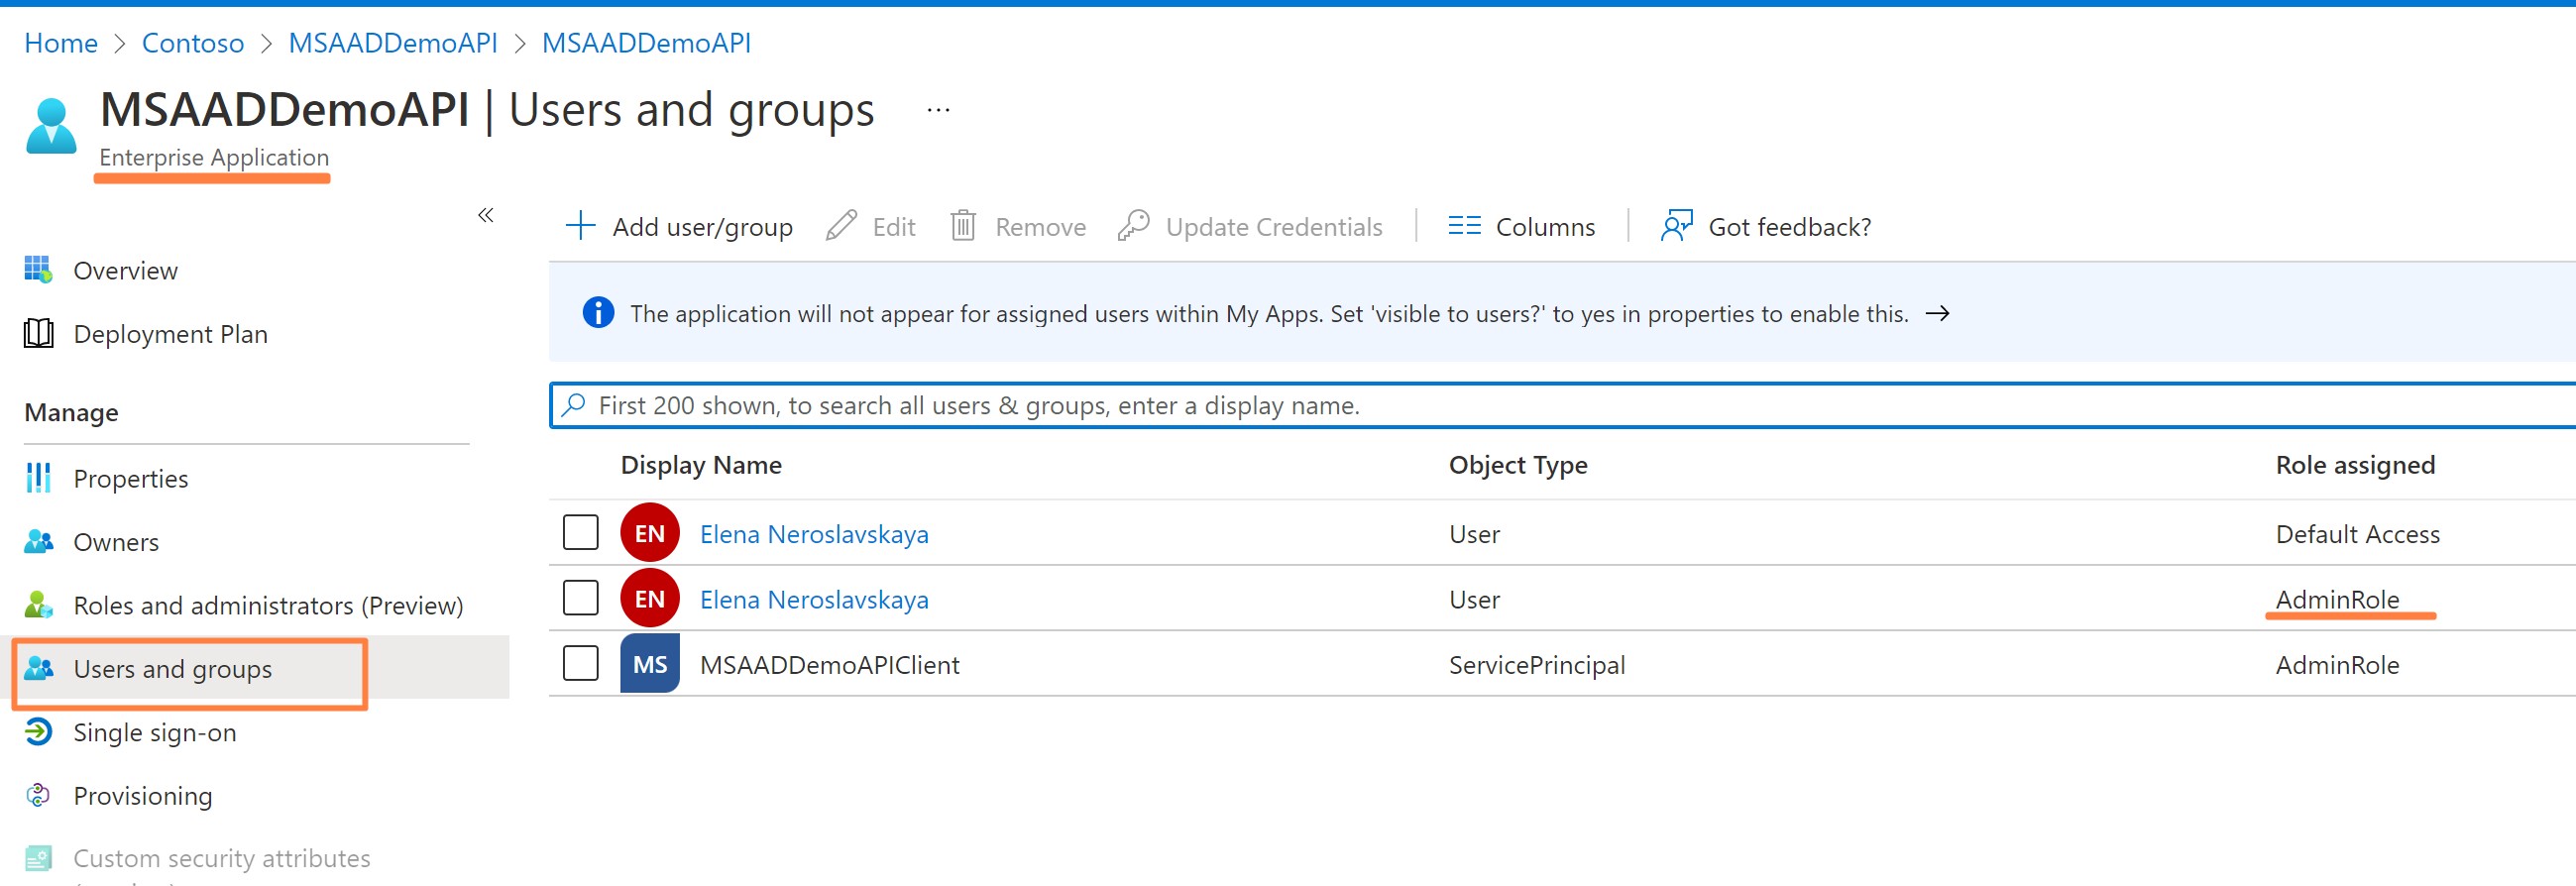 Home > Contoso > MSAADDemoAPI > MSAADDemoAPI
MSAADDemoAPI | Users and groups ...
Enterprise Application
«
Overview
Deployment Plan
Manage
Properties
Owners
Roles and administrators (Preview)
Users and groups
Single sign-on
Provisioning
Custom security attributes
Add user/group Edit Remove Update Credentials Columns Got feedback?
The application will not appear for assigned users within My Apps. Set 'visible to users?' to yes in properties to enable this. →
First 200 shown, to search all users & groups, enter a display name.
Display Name Object Type Role assigned
EN Elena Neroslavskaya User Default Access
EN Elena Neroslavskaya User AdminRole
MS MSAADDemoAPIClient ServicePrincipal AdminRole